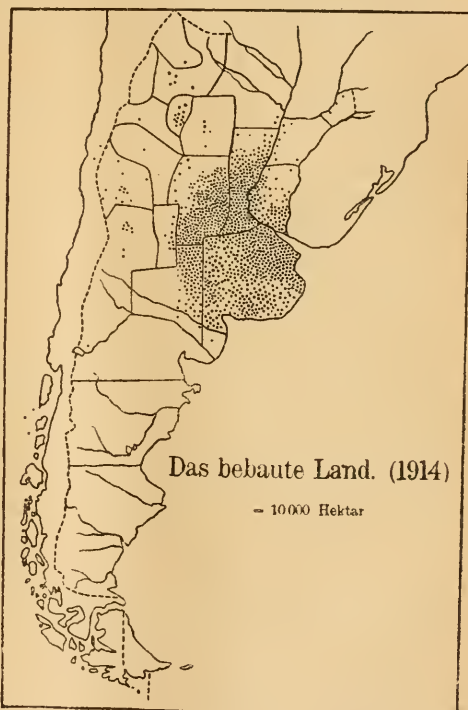 Das bebaute Land. (1914)
= 10000 Hektar